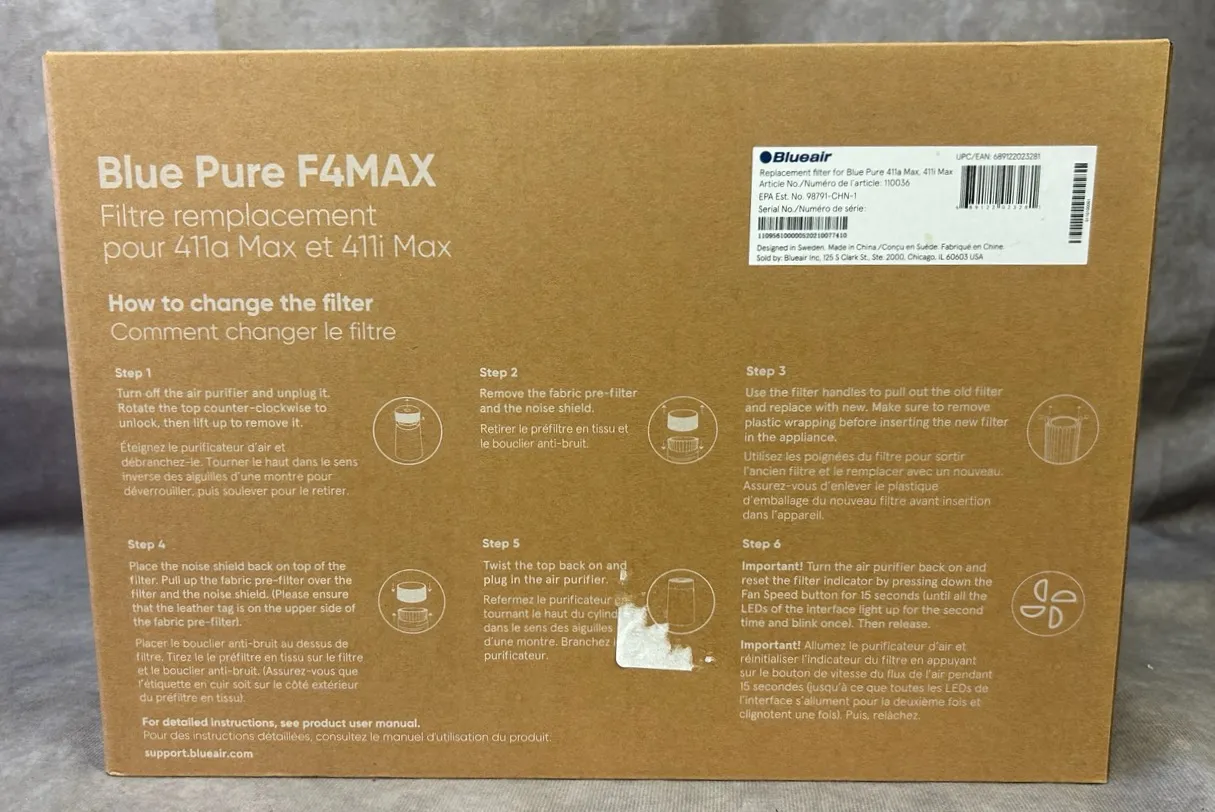 Blue Pure F4MAX
Filtre remplacement
pour 411a Max et 411i Max
Blueair
UPC/EAN: 689122023281
Replacement filter for Blue Pure 411a Max, 411i Max
Article No./Numéro de l'article: 110036
EPA Est. No. 98791-CHN-1
Serial No./Numéro de série:
Designed in Sweden. Made in China./Conçu en Suède. Fabriqué en Chine.
Sold by: Blueair Inc, 125 S Clark St., Ste. 2000, Chicago, IL 60603 USA
How to change the filter
Comment changer le filtre
Step 1
Turn off the air purifier and unplug it.
Rotate the top counter-clockwise to
unlock, then lift up to remove it.
Éteignez le purificateur d'air et
débranchez-le. Tourner le haut dans le sens
inverse des aiguilles d'une montre pour
déverrouiller, puis soulever pour le retirer.
Step 2
Remove the fabric pre-filter
and the noise shield.
Retirer le préfiltre en tissu et
le bouclier anti-bruit.
Step 3
Use the filter handles to pull out the old filter
and replace with new. Make sure to remove
plastic wrapping before inserting the new filter
in the appliance.
Utilisez les poignées du filtre pour sortir
l'ancien filtre et le remplacer avec un nouveau.
Assurez-vous d'enlever le plastique
d'emballage du nouveau filtre avant insertion
dans l'appareil.
Step 4
Place the noise shield back on top of the
filter. Pull up the fabric pre-filter over the
filter and the noise shield. (Please ensure
that the leather tag is on the upper side of
the fabric pre-filter).
Placer le bouclier anti-bruit au dessus de
filtre. Tirez le le préfiltre en tissu sur le filtre
et le bouclier anti-bruit. (Assurez-vous que
l'étiquette en cuir soit sur le côté extérieur
du préfiltre en tissu).
Step 5
Twist the top back on and
plug in the air purifier.
Refermez le purificateur
tournant le haut du
dans le sens des aiguilles
d'une montre. Branchez
purificateur.
Step 6
Important! Turn the air purifier back on and
reset the filter indicator by pressing down the
Fan Speed button for 15 seconds (until all the
LEDs of the interface light up for the second
time and blink once). Then release.
Important! Allumez le purificateur d'air et
réinitialiser l'indicateur du filtre en appuyant
sur le bouton de vitesse du flux de l'air pendant
15 secondes (jusqu'à ce que toutes les LEDs de
l'interface s'allument pour la deuxième fois et
clignotent une fois). Puis, relâchez.
For detailed instructions, see product user manual.
Pour des instructions détaillées, consultez le manuel d'utilisation du produit.
support.blueair.com